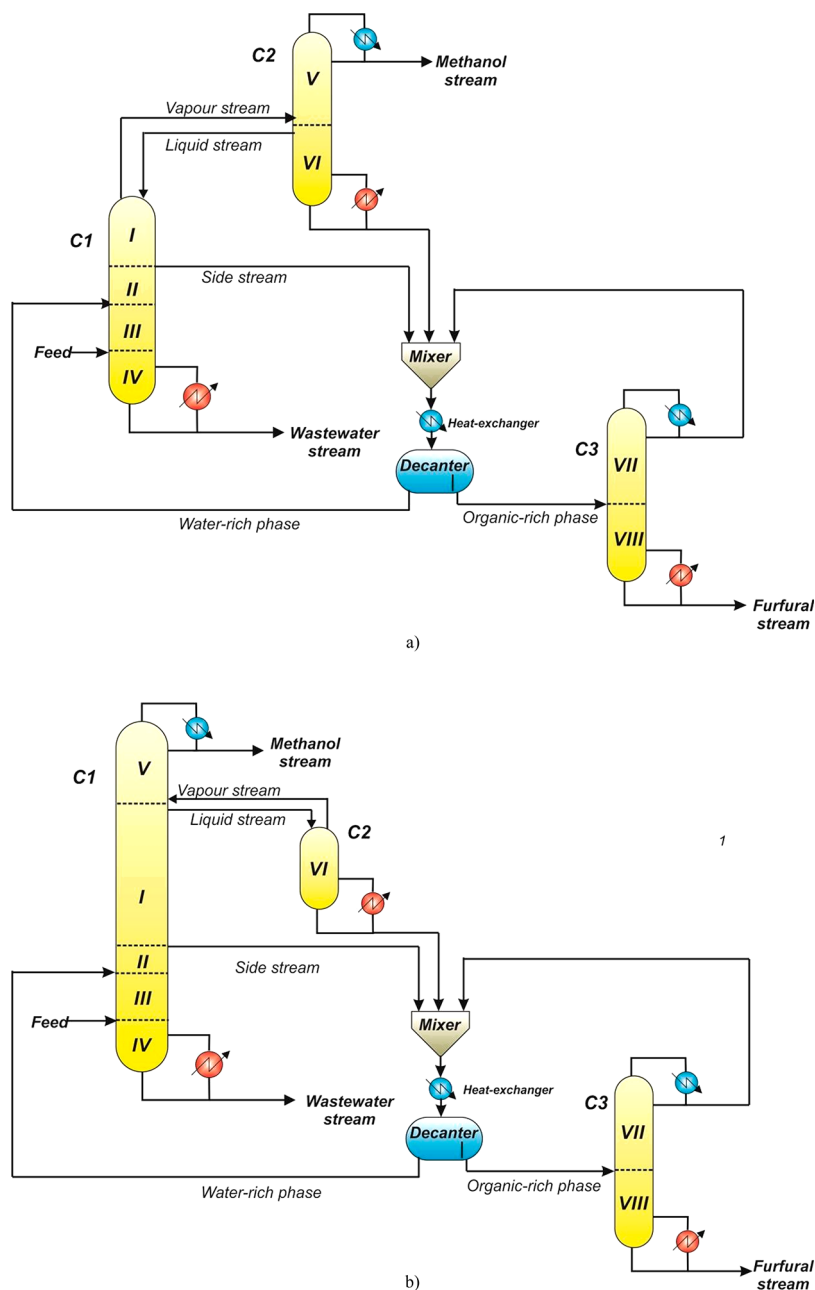 C2
V
Methanol
stream
Vapour stream
Liquid stream
VI
C1
I
Side stream
II
III
Feed
Mixer
IV
Heat-exchanger
Wastewater
stream
Decanter
C3
VII
Organic-rich phase
Water-rich phase
VIII
Furfural
stream
a)
Methanol
stream
C1
V
Vapour stream
Liquid stream
C2
1
VI
I
II
Side stream
III
Feed
Mixer
IV
Heat-exchanger
Wastewater
stream
C3
Decanter
VII
Organic-rich phase
Water-rich phase
VIII
Furfural
stream
b)